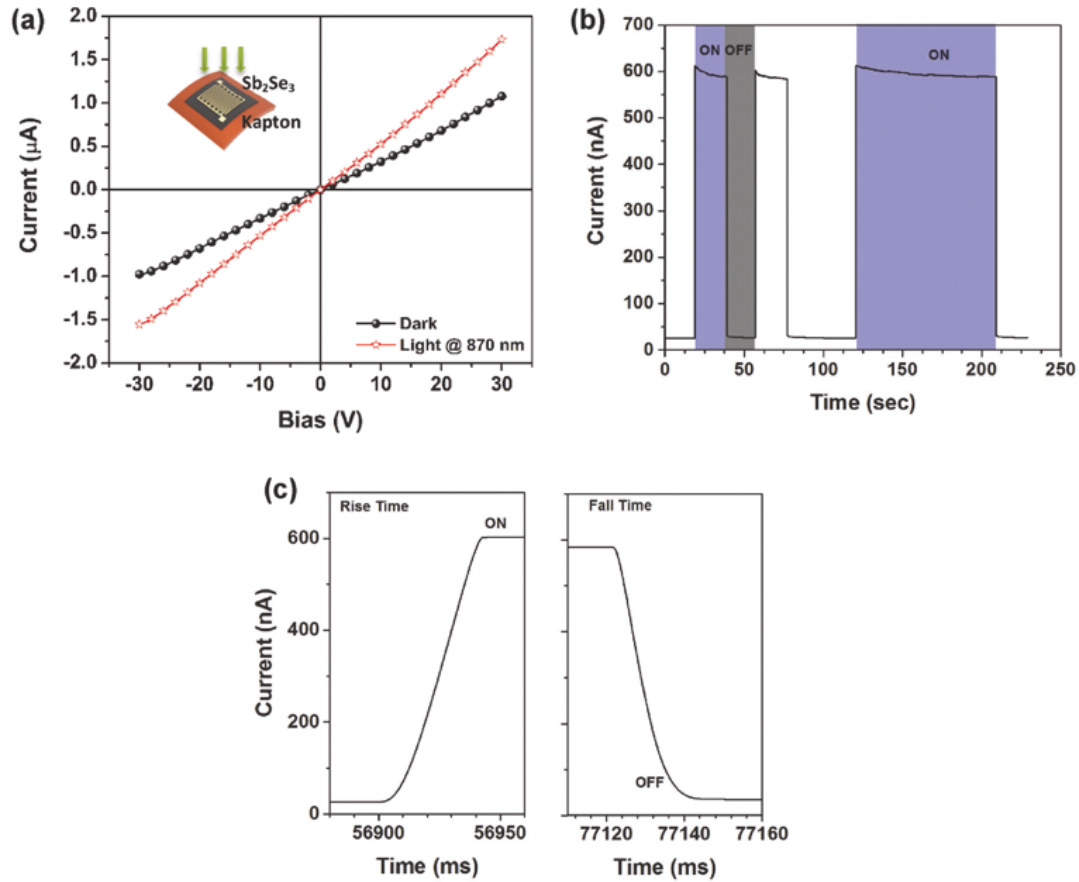 (a)
2.0
1.5
1.0
0.5
0.0
-0.5
-1.0
-1.5
-2.0
Current (μA)
Sb₂Se₃
Kapton
Dark
Light @ 870 nm
-30 -20 -10 0 10 20 30
Bias (V)
(b)
700
600
500
400
300
200
100
0
Current (nA)
ON OFF ON
0 50 100 150 200 250
Time (sec)
(c)
600
400
200
0
Current (nA)
Rise Time
ON
56900 56950
Time (ms)
Fall Time
OFF
77120 77140 77160
Time (ms)